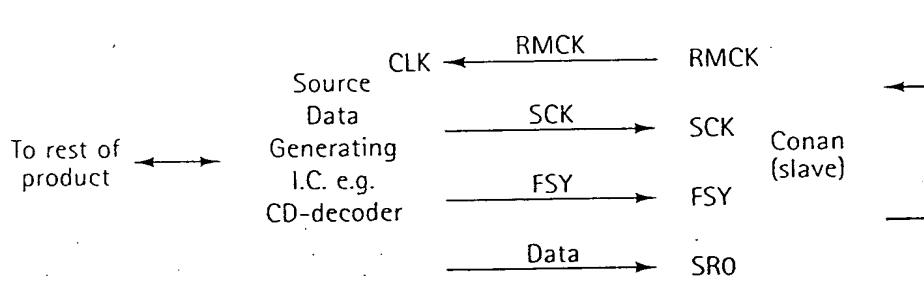 CLK
RMCK
RMCK
Source
Data
Generating
I.C. e.g.
CD-decoder
To rest of
product
SCK
SCK
Conan
(slave)
FSY
FSY
Data
SRO